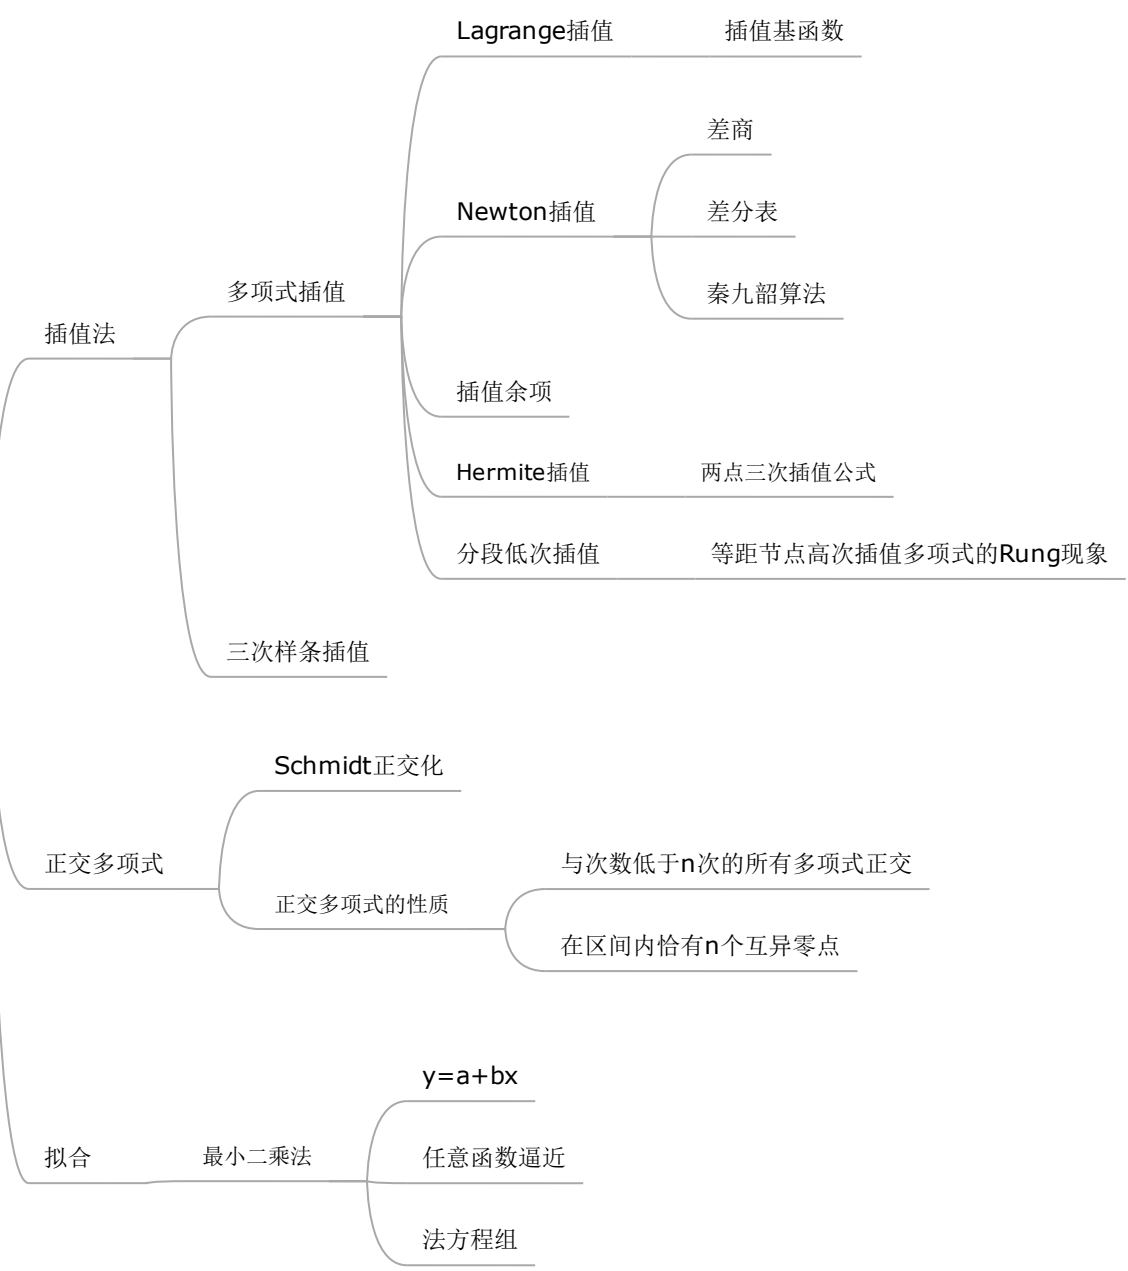 Lagrange插值
插值基函数
差商
Newton插值
差分表
秦九韶算法
多项式插值
插值法
插值余项
Hermite插值
两点三次插值公式
分段低次插值
等距节点高次插值多项式的Rung现象
三次样条插值
Schmidt正交化
正交多项式
与次数低于n次的所有多项式正交
正交多项式的性质
在区间内恰有n个互异零点
y=a+bx
拟合
最小二乘法
任意函数逼近
法方程组